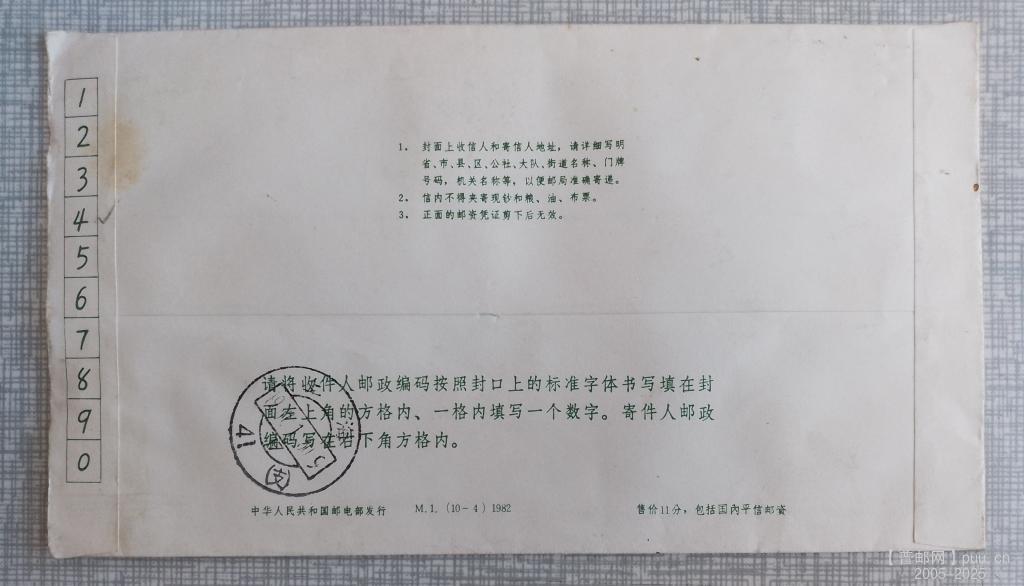 1
2
3
4
5
6
7
8
9
0
1. 封面上收信人和寄信人地址,请详细写明
省、市、县、区、公社、大队、街道名称、门牌
号码,机关名称等,以便邮局准确寄递。
2. 信内不得夹寄现钞和粮、油、布票。
3. 正面的邮资凭证剪下后无效。
请将收件人邮政编码按照封口上的标准字体书写填在封
面左上角的方格内、一格内填写一个数字。寄件人邮政
编码写在右下角方格内。
41
(支)
中华人民共和国邮电部发行 M.1.(10-4)1982 售价11分,包括国内平信邮资
【普邮网】puu.cn
2005-2025